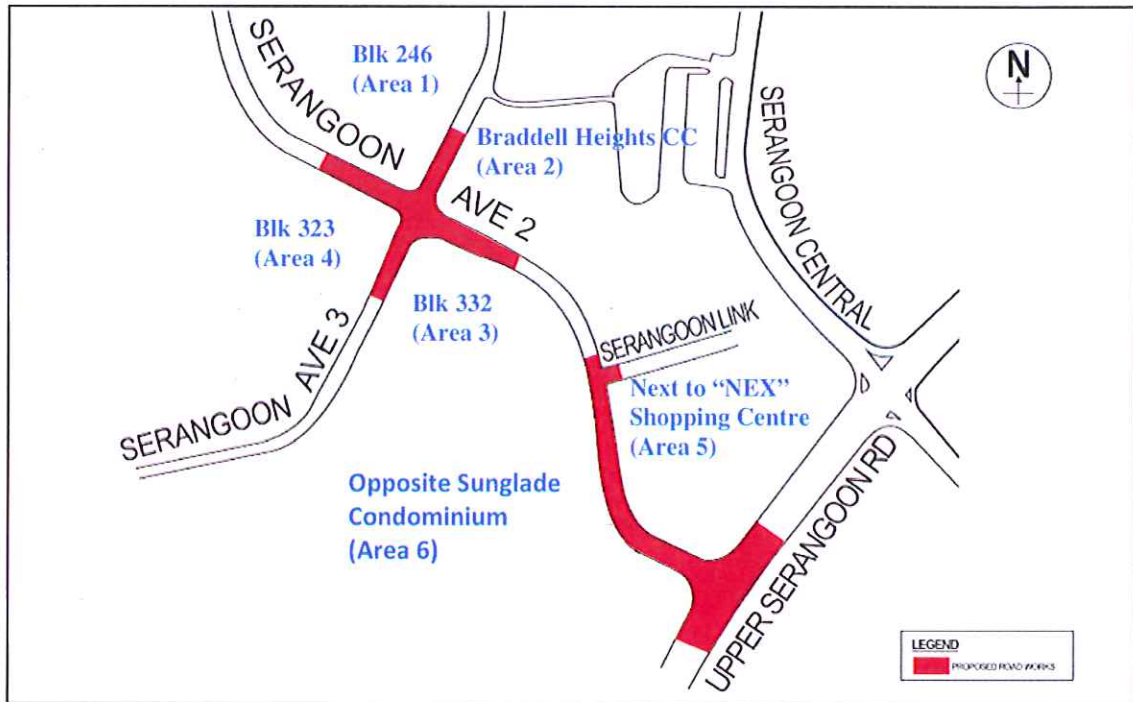 Blk 246
(Area 1)
N
SERANGOON
AVE 2
Braddell Heights CC
(Area 2)
SERANGOON CENTRAL
Blk 323
(Area 4)
Blk 332
(Area 3)
SERANGOON LINK
SERANGOON AVE 3
Next to “NEX”
Shopping Centre
(Area 5)
Opposite Sunglade
Condominium
(Area 6)
UPPER SERANGOON RD
LEGEND
PROPOSED ROAD WORKS